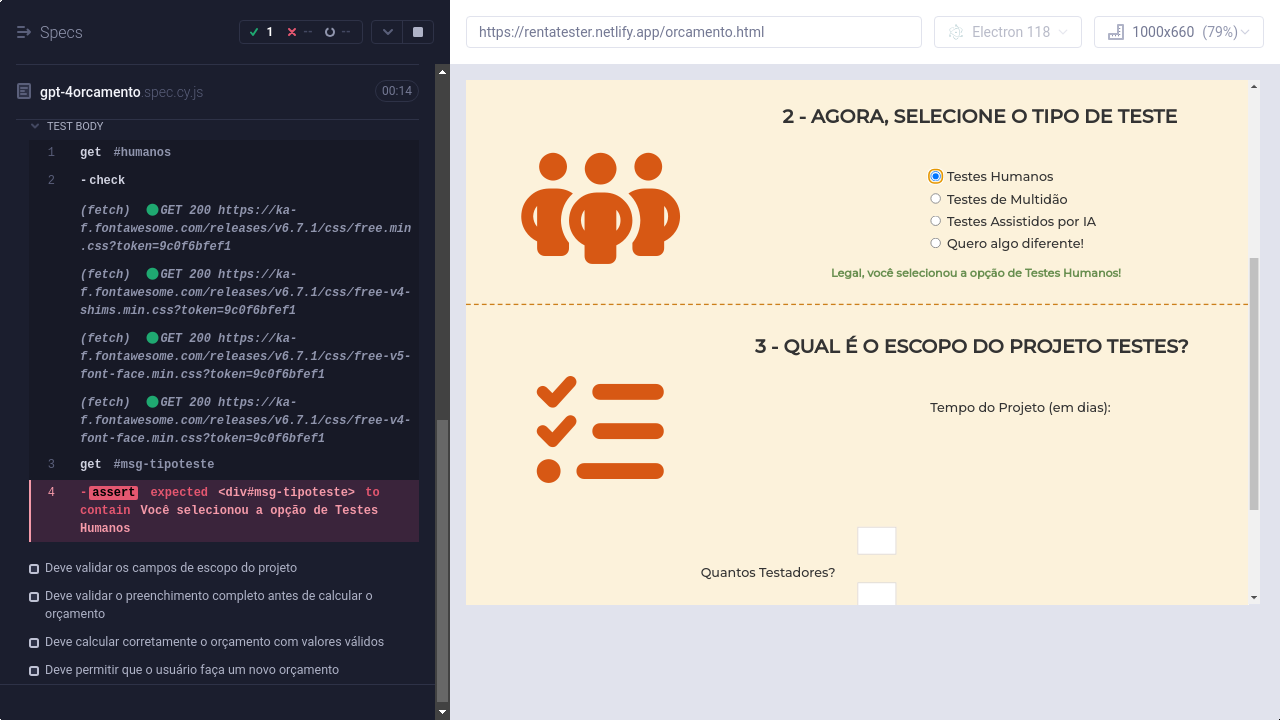 Specs
1
--
--
https://rentatester.netlify.app/orcamento.html
Electron 118
1000x660 (79%)
gpt-4orcamento.spec.cy.js
00:14
TEST BODY
1 get #humanos
2 -check
(fetch) GET 200 https://ka-
f.fontawesome.com/releases/v6.7.1/css/free.min
.css?token=9c0f6bfef1
(fetch) GET 200 https://ka-
f.fontawesome.com/releases/v6.7.1/css/free-v4-
shims.min.css?token=9c0f6bfef1
(fetch) GET 200 https://ka-
f.fontawesome.com/releases/v6.7.1/css/free-v5-
font-face.min.css?token=9c0f6bfef1
(fetch) GET 200 https://ka-
f.fontawesome.com/releases/v6.7.1/css/free-v4-
font-face.min.css?token=9c0f6bfef1
3 get #msg-tipoteste
4 -assert expected <div#msg-tipoteste> to
contain Você selecionou a opção de Testes
Humanos
Deve validar os campos de escopo do projeto
Deve validar o preenchimento completo antes de calcular o
orçamento
Deve calcular corretamente o orçamento com valores válidos
Deve permitir que o usuário faça um novo orçamento
2 - AGORA, SELECIONE O TIPO DE TESTE
Testes Humanos
Testes de Multidão
Testes Assistidos por IA
Quero algo diferente!
Legal, você selecionou a opção de Testes Humanos!
3 - QUAL É O ESCOPO DO PROJETO TESTES?
Tempo do Projeto (em dias):
Quantos Testadores?